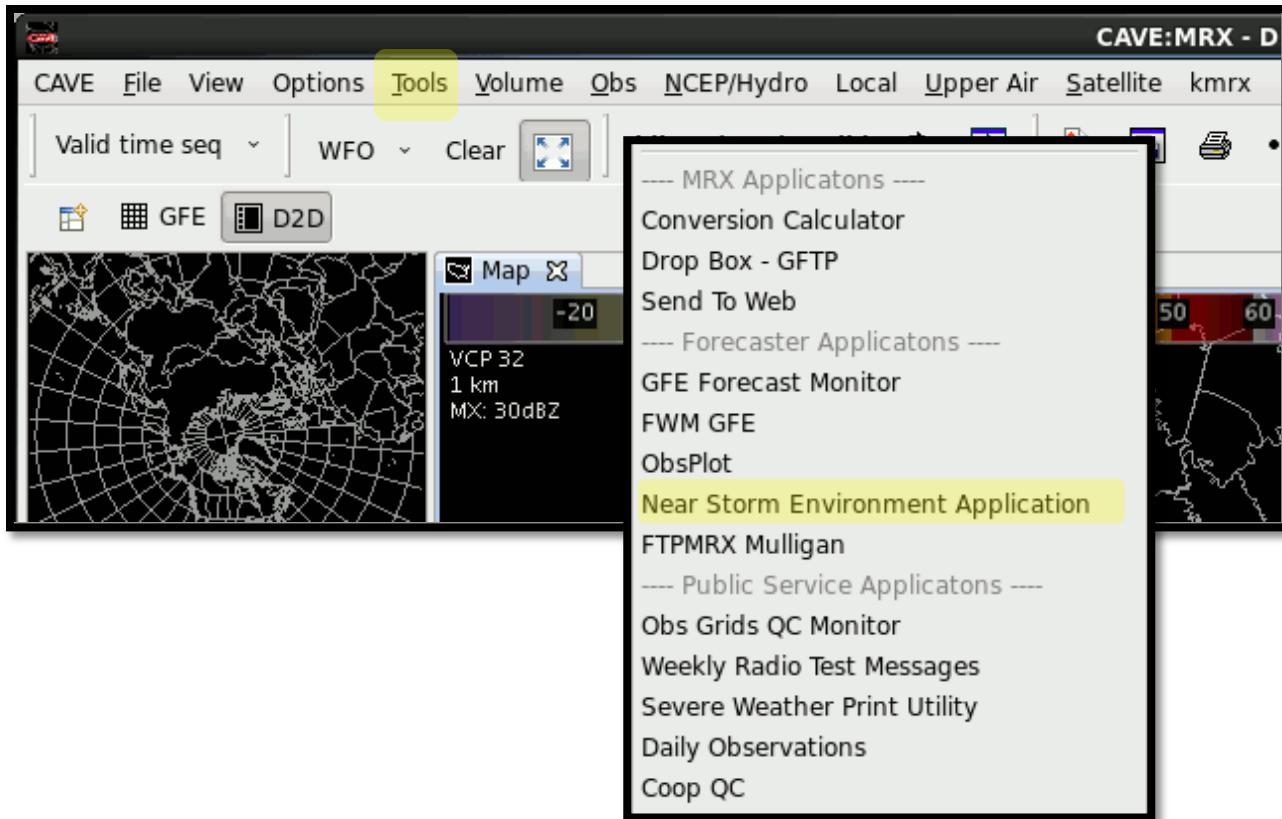 CAVE:MRX - D
CAVE File View Options Tools Volume Obs NCEP/Hydro Local Upper Air Satellite kmrx
Valid time seq WFO Clear
GFE D2D
Map
-20 50 60
VCP 32
1 km
MX: 30dBZ
---- MRX Applicatons ----
Conversion Calculator
Drop Box - GFTP
Send To Web
---- Forecaster Applicatons ----
GFE Forecast Monitor
FWM GFE
ObsPlot
Near Storm Environment Application
FTPMRX Mulligan
---- Public Service Applicatons ----
Obs Grids QC Monitor
Weekly Radio Test Messages
Severe Weather Print Utility
Daily Observations
Coop QC